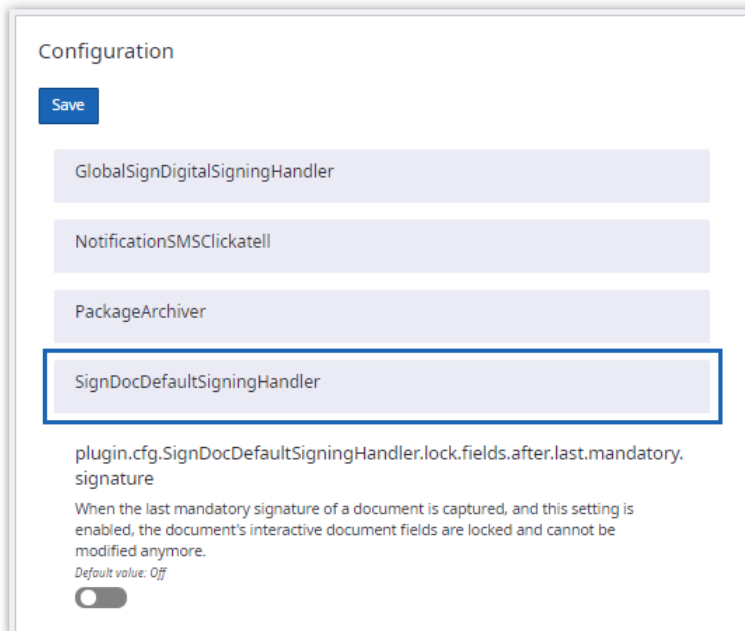 Configuration
Save
GlobalSignDigitalSigningHandler
NotificationSMSClickatell
PackageArchiver
SignDocDefaultSigningHandler
plugin.cfg.SignDocDefaultSigningHandler.lock.fields.after.last.mandatory.
signature
When the last mandatory signature of a document is captured, and this setting is
enabled, the document's interactive document fields are locked and cannot be
modified anymore.
Default value: Off